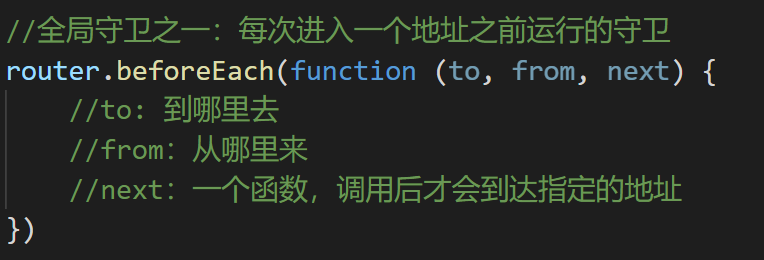 //全局守卫之一：每次进入一个地址之前运行的守卫
router.beforeEach(function (to, from, next) {
//to: 到哪里去
//from：从哪里来
//next：一个函数，调用后才会到达指定的地址
})